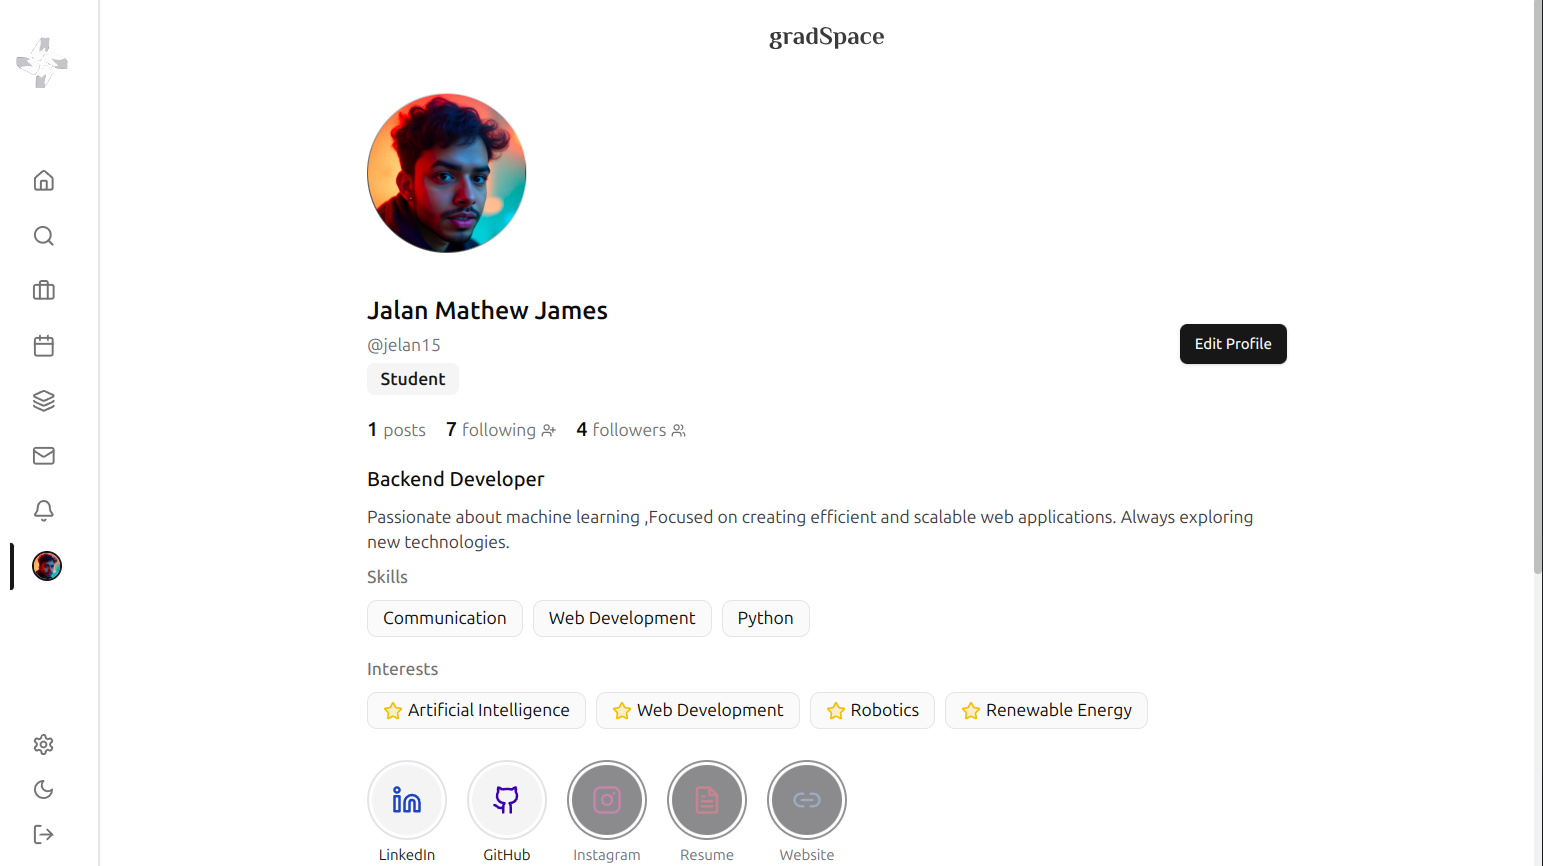 gradSpace
Jalan Mathew James
@jelan15
Edit Profile
Student
1 posts 7 following 4 followers
Backend Developer
Passionate about machine learning ,Focused on creating efficient and scalable web applications. Always exploring
new technologies.
Skills
Communication Web Development Python
Interests
Artificial Intelligence Web Development Robotics Renewable Energy
LinkedIn GitHub Instagram Resume Website